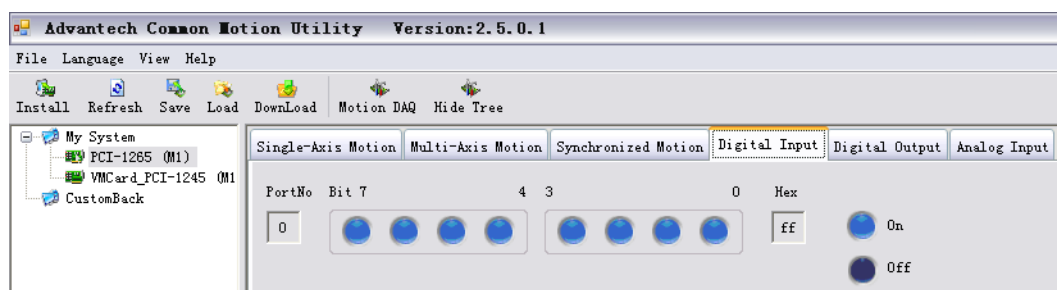 Advantech Common Motion Utility Version:2.5.0.1
File Language View Help
Install Refresh Save Load DownLoad Motion DAQ Hide Tree
My System
PCI-1265 (M1)
VMCard_PCI-1245 (M1
CustomBack
Single-Axis Motion Multi-Axis Motion Synchronized Motion Digital Input Digital Output Analog Input
PortNo Bit 7 4 3 0 Hex
0 ff On
Off